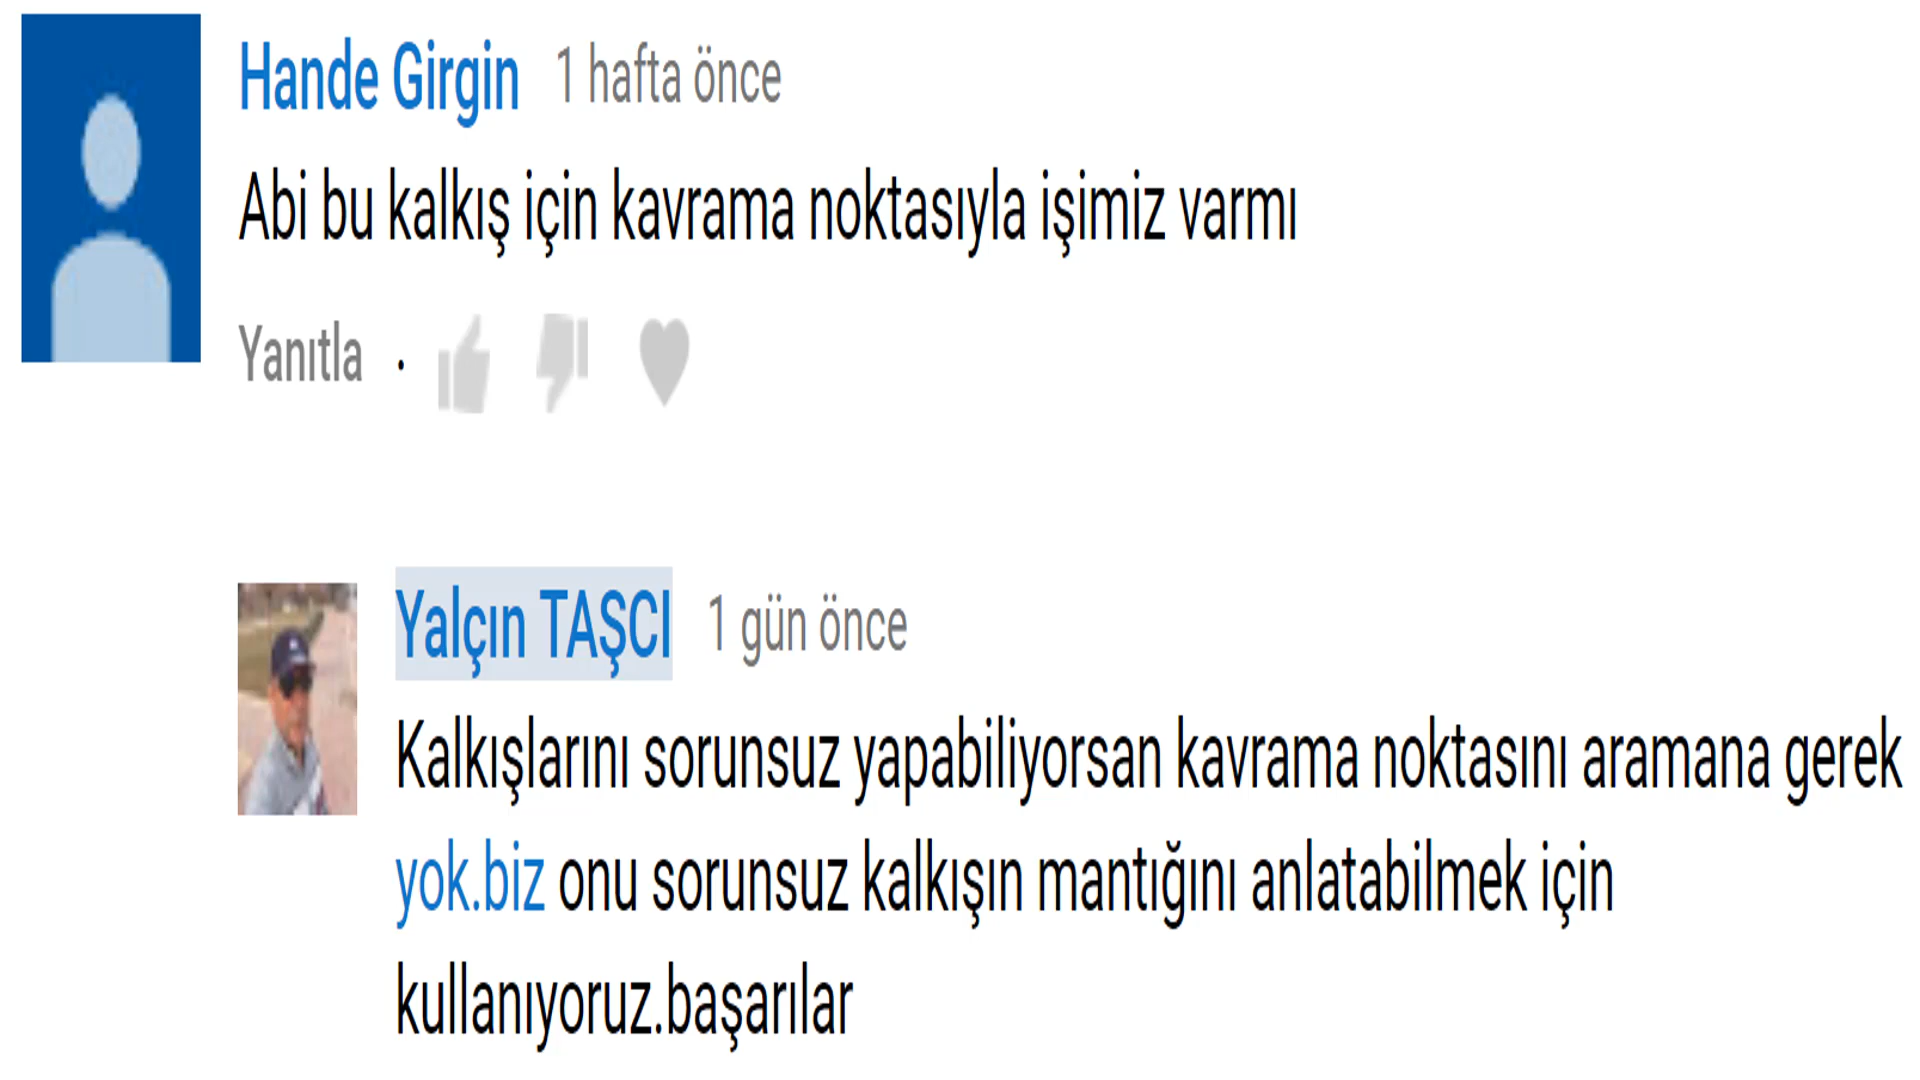 Hande Girgin 1 hafta önce
Abi bu kalkış için kavrama noktasıyla işimiz varmı
Yanıtla ·
Yalçın TAŞCI 1 gün önce
Kalkışlarını sorunsuz yapabiliyorsan kavrama noktasını aramana gerek
yok.biz onu sorunsuz kalkışın mantığını anlatabilmek için
kullanıyoruz.başarılar